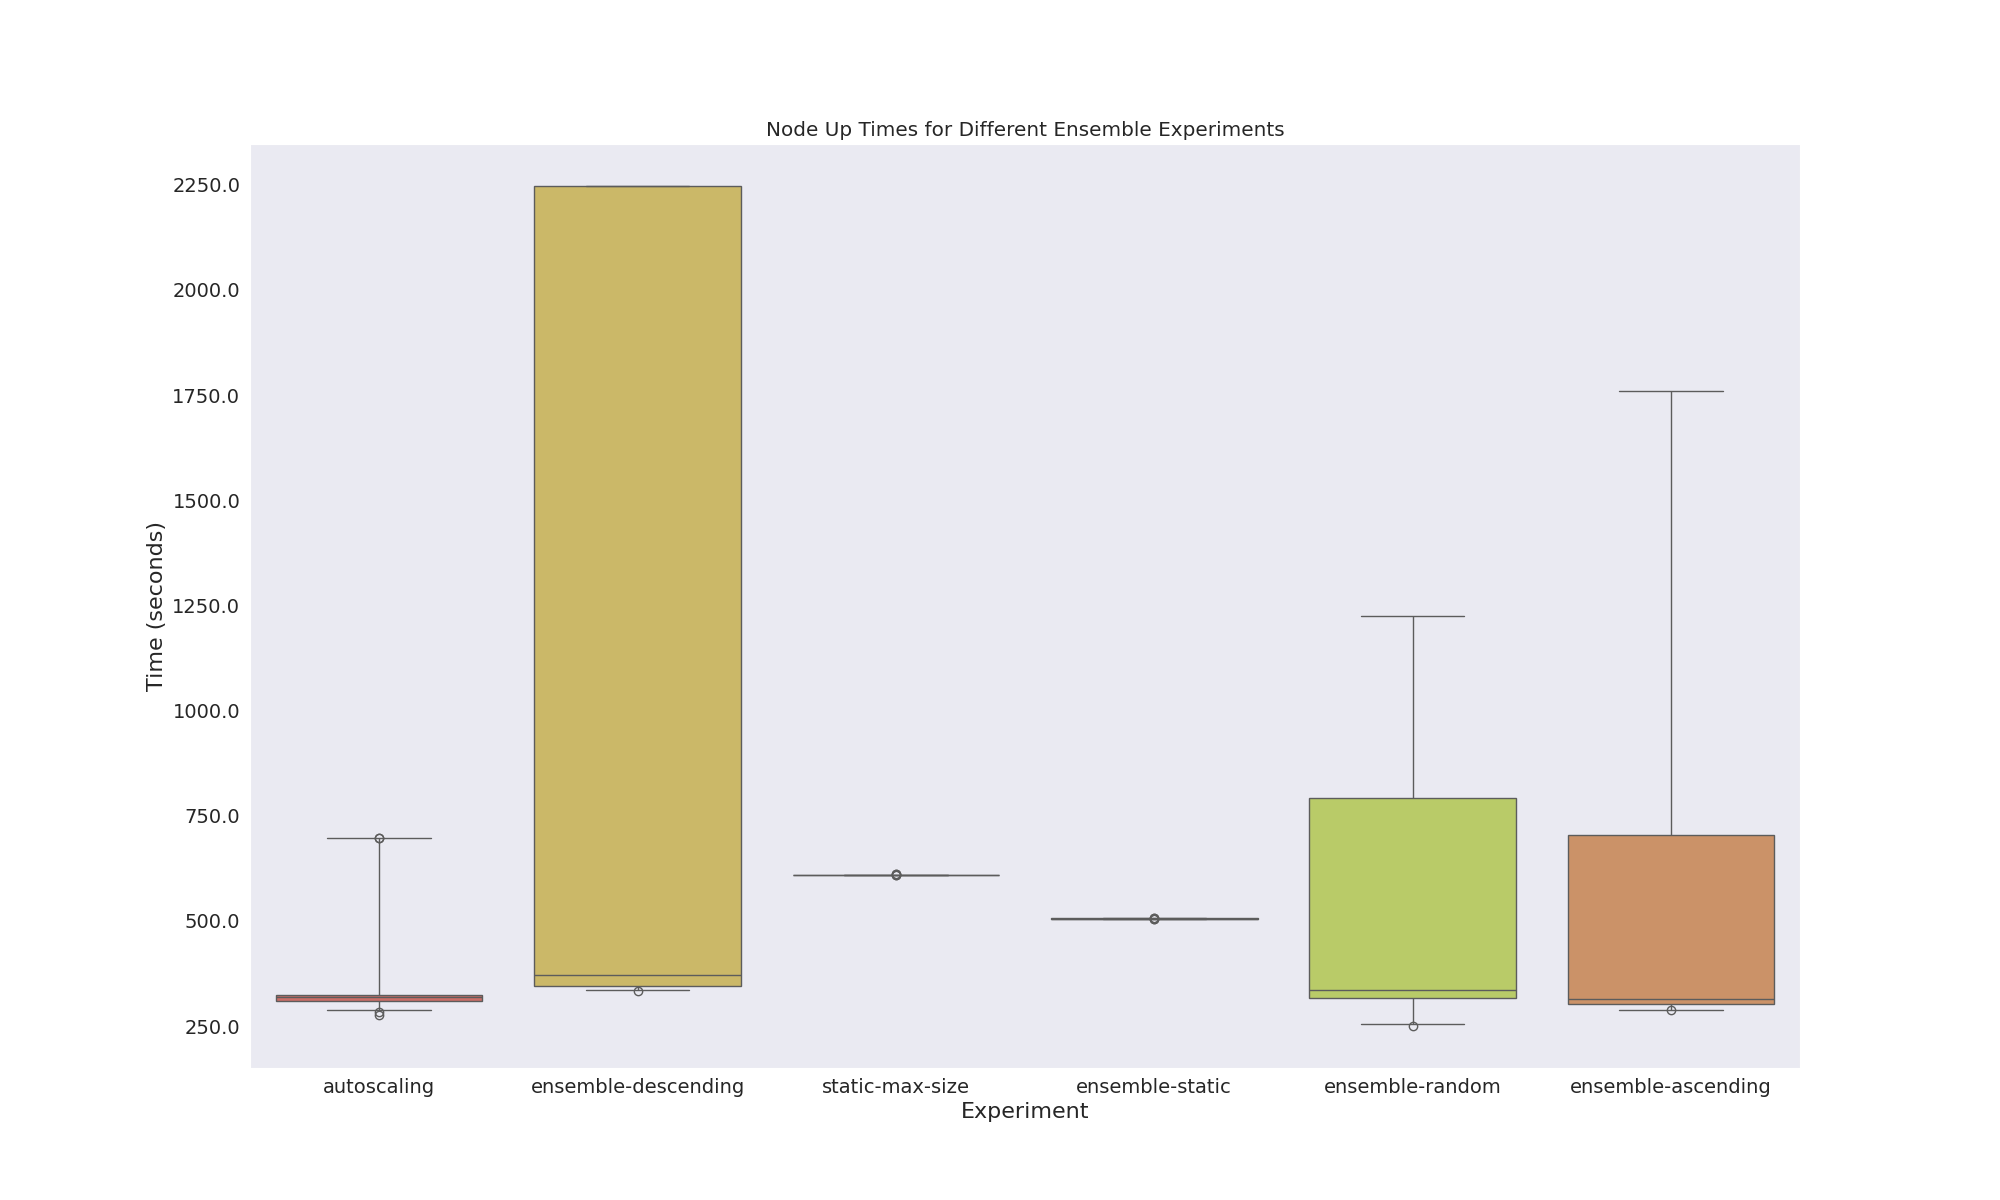 Node Up Times for Different Ensemble Experiments
2250.0
2000.0
1750.0
1500.0
1250.0
1000.0
750.0
500.0
250.0
Time (seconds)
autoscaling ensemble-descending static-max-size ensemble-static ensemble-random ensemble-ascending
Experiment